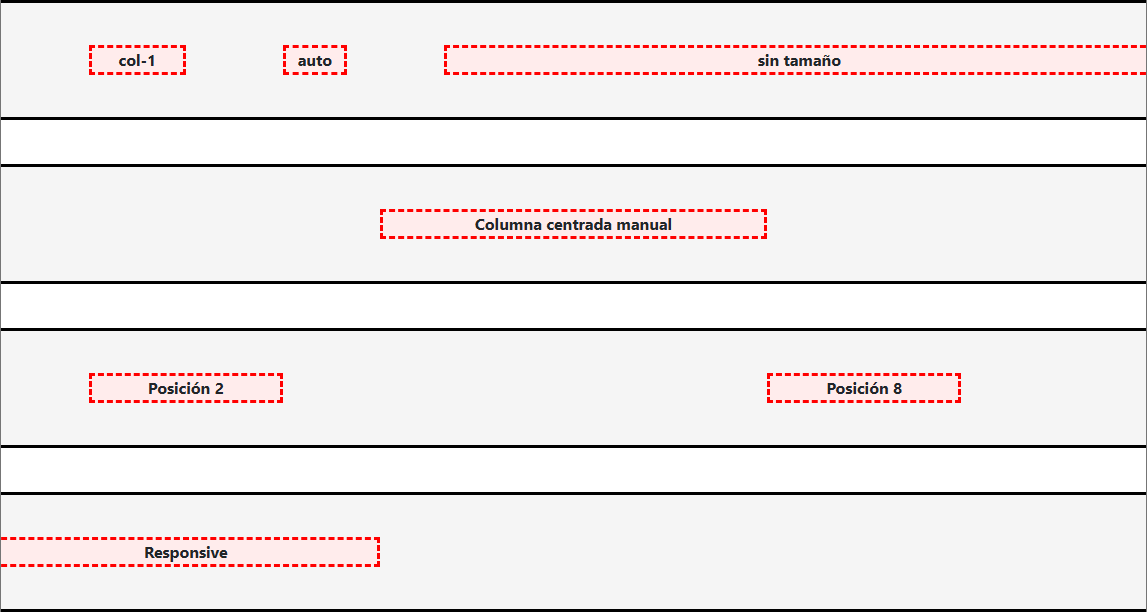 col-1 auto sin tamaño
Columna centrada manual
Posición 2 Posición 8
Responsive